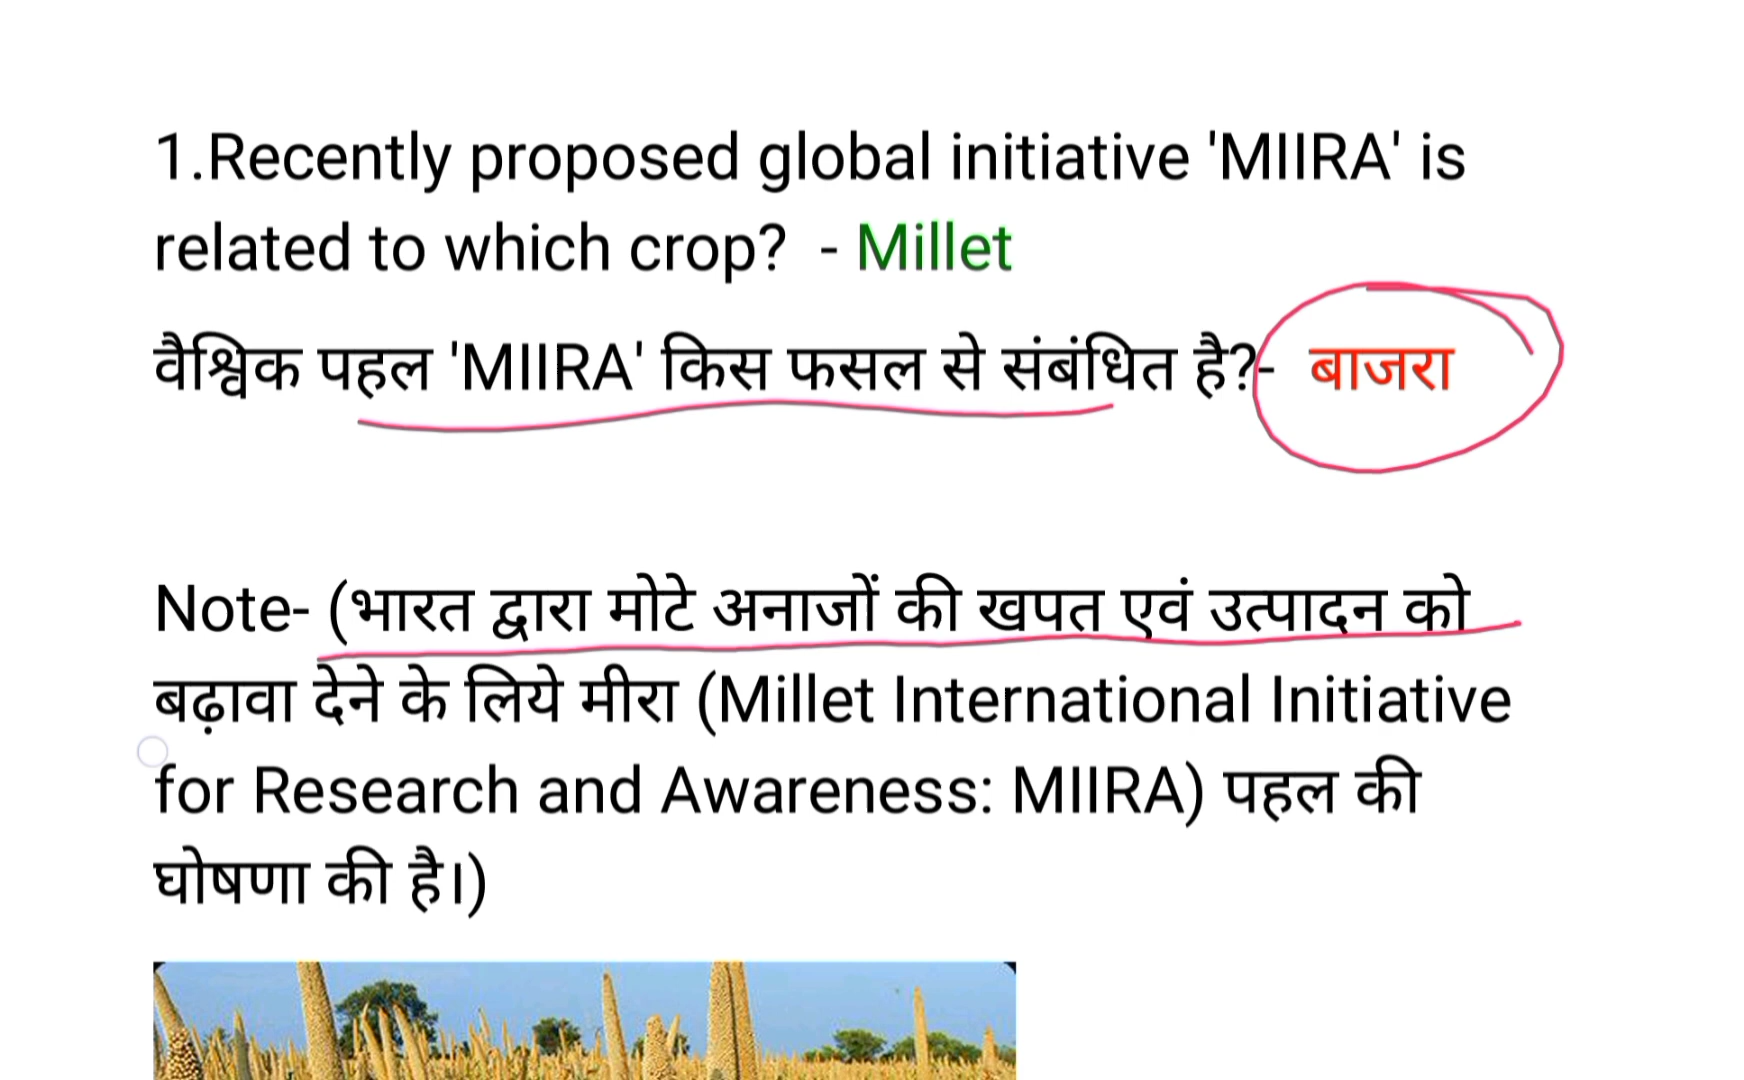 1.Recently proposed global initiative 'MIIRA' is
related to which crop?  - Millet
वैश्विक पहल 'MIIRA' किस फसल से संबंधित है?- बाजरा
Note- (भारत द्वारा मोटे अनाजों की खपत एवं उत्पादन को
बढ़ावा देने के लिये मीरा (Millet International Initiative
for Research and Awareness: MIIRA) पहल की
घोषणा की है।)